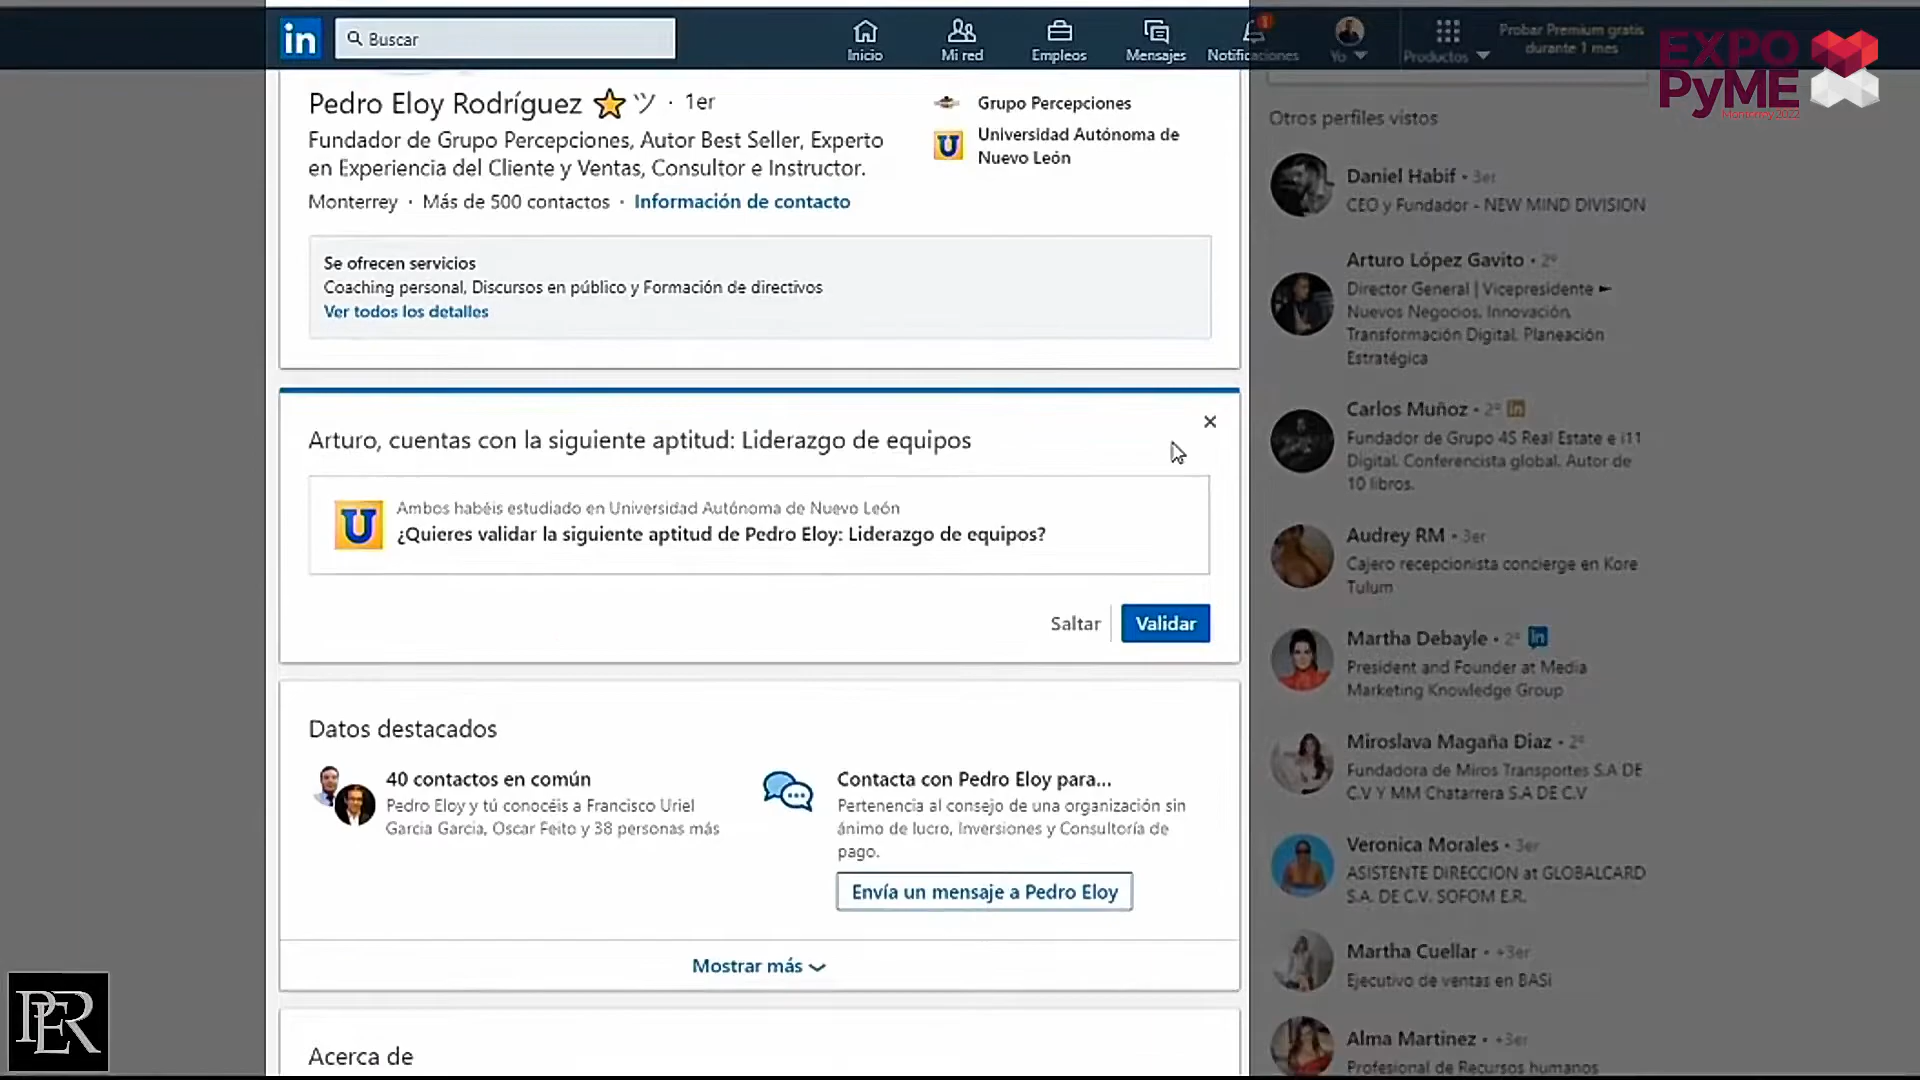 in
Buscar
Inicio
Mi red
Empleos
Mensajes
Notificaciones
1
Yo
Productos
Probar Premium gratis
durante 1 mes
EXPO
PyME
Monterrey 2022
Pedro Eloy Rodríguez ⭐ツ · 1er
Fundador de Grupo Percepciones, Autor Best Seller, Experto
en Experiencia del Cliente y Ventas, Consultor e Instructor.
Monterrey · Más de 500 contactos · Información de contacto
Grupo Percepciones
U
Universidad Autónoma de
Nuevo León
Se ofrecen servicios
Coaching personal, Discursos en público y Formación de directivos
Ver todos los detalles
Arturo, cuentas con la siguiente aptitud: Liderazgo de equipos
U
Ambos habéis estudiado en Universidad Autónoma de Nuevo León
¿Quieres validar la siguiente aptitud de Pedro Eloy: Liderazgo de equipos?
Saltar
Validar
Datos destacados
40 contactos en común
Pedro Eloy y tú conocéis a Francisco Uriel
Garcia Garcia, Oscar Feito y 38 personas más
Contacta con Pedro Eloy para...
Pertenencia al consejo de una organización sin
ánimo de lucro, Inversiones y Consultoría de
pago.
Envía un mensaje a Pedro Eloy
Mostrar más
Acerca de
Otros perfiles vistos
Daniel Habif • 3er
CEO y Fundador - NEW MIND DIVISION
Arturo López Gavito • 2º
Director General | Vicepresidente ►
Nuevos Negocios, Innovación,
Transformación Digital, Planeación
Estratégica
Carlos Muñoz • 2º in
Fundador de Grupo 4S Real Estate e i11
Digital. Conferencista global. Autor de
10 libros.
Audrey RM • 3er
Cajero recepcionista concierge en Kore
Tulum
Martha Debayle • 2º in
President and Founder at Media
Marketing Knowledge Group
Miroslava Magaña Diaz • 2º
Fundadora de Miros Transportes S.A DE
C.V Y MM Chatarrera S.A DE C.V
Veronica Morales • 3er
ASISTENTE DIRECCION at GLOBALCARD
S.A. DE C.V. SOFOM E.R.
Martha Cuellar • +3er
Ejecutivo de ventas en BASi
Alma Martinez • +3er
Profesional de Recursos humanos
PER